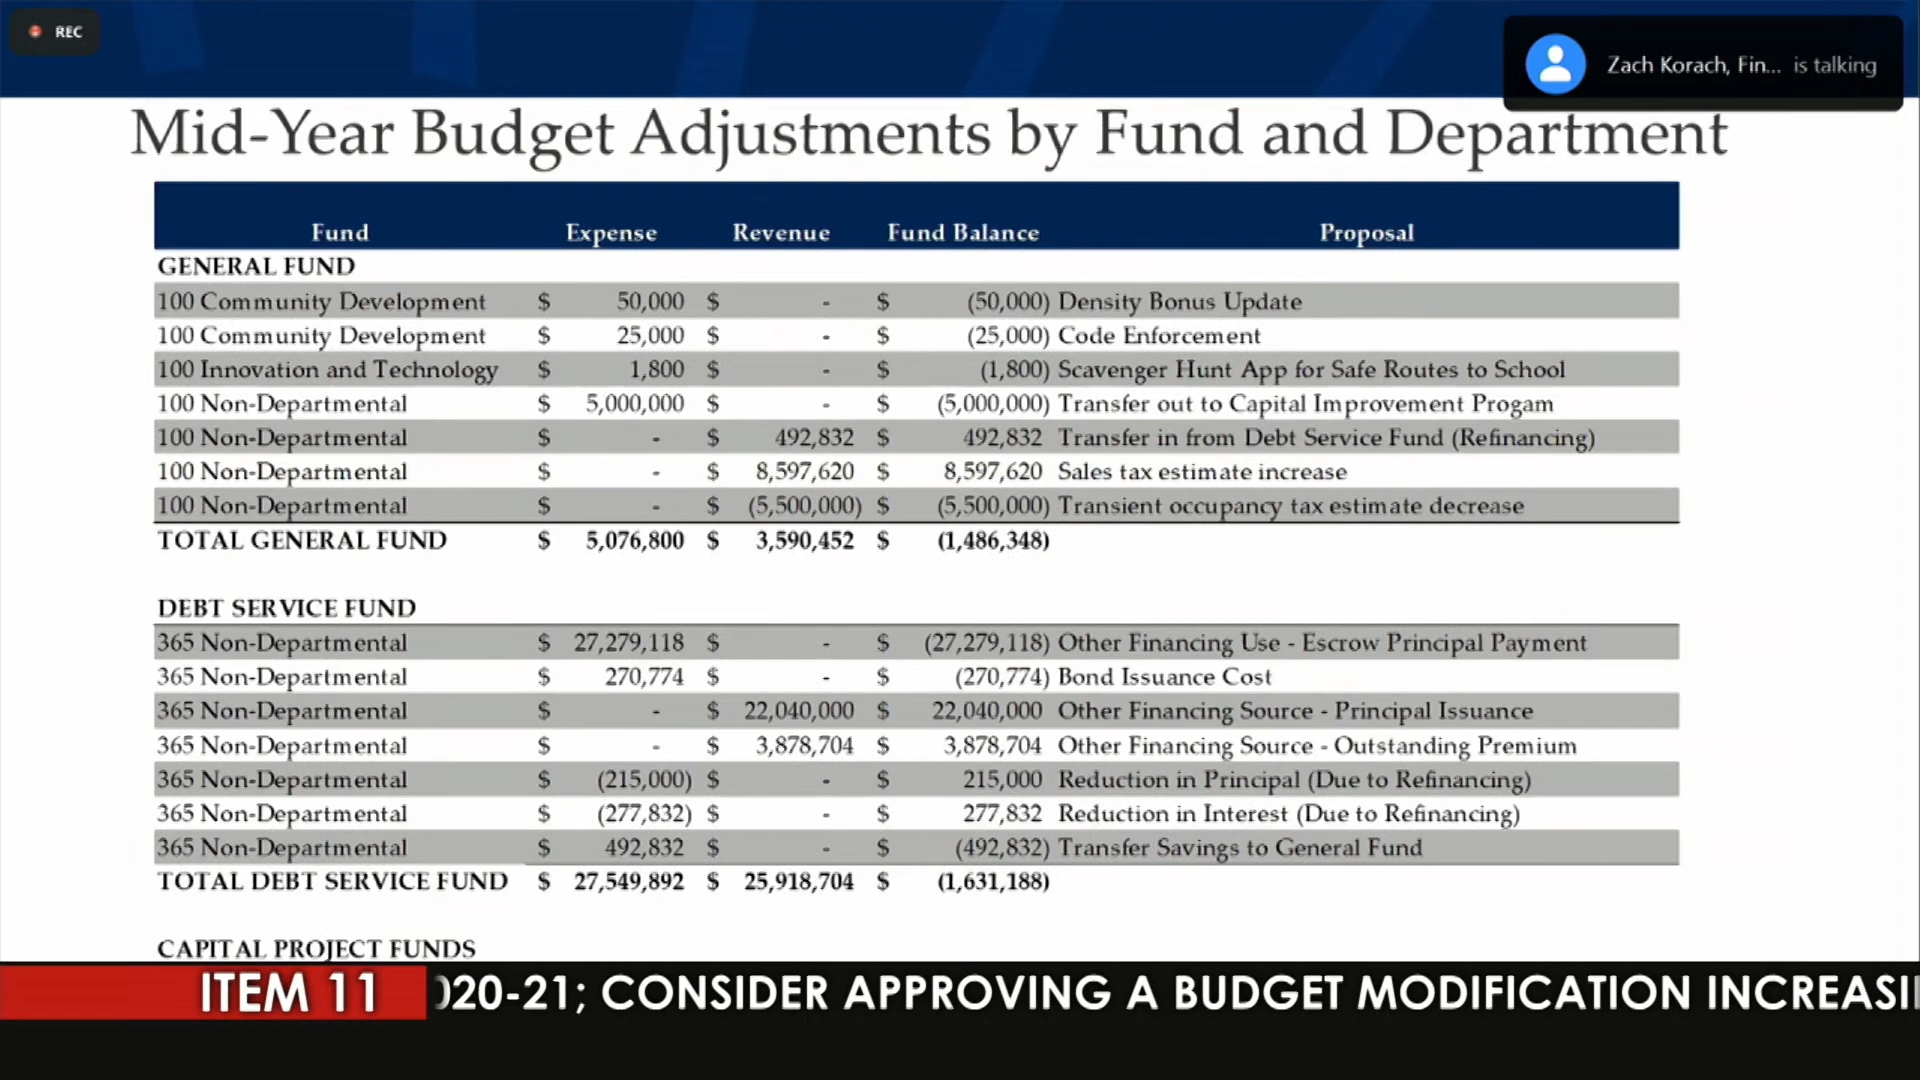 REC
Zach Korach, Fin... is talking
Mid-Year Budget Adjustments by Fund and Department
Fund Expense Revenue Fund Balance Proposal
GENERAL FUND
100 Community Development $ 50,000 $ - $ (50,000) Density Bonus Update
100 Community Development $ 25,000 $ - $ (25,000) Code Enforcement
100 Innovation and Technology $ 1,800 $ - $ (1,800) Scavenger Hunt App for Safe Routes to School
100 Non-Departmental $ 5,000,000 $ - $ (5,000,000) Transfer out to Capital Improvement Progam
100 Non-Departmental $ - $ 492,832 $ 492,832 Transfer in from Debt Service Fund (Refinancing)
100 Non-Departmental $ - $ 8,597,620 $ 8,597,620 Sales tax estimate increase
100 Non-Departmental $ - $ (5,500,000) $ (5,500,000) Transient occupancy tax estimate decrease
TOTAL GENERAL FUND $ 5,076,800 $ 3,590,452 $ (1,486,348)
DEBT SERVICE FUND
365 Non-Departmental $ 27,279,118 $ - $ (27,279,118) Other Financing Use - Escrow Principal Payment
365 Non-Departmental $ 270,774 $ - $ (270,774) Bond Issuance Cost
365 Non-Departmental $ - $ 22,040,000 $ 22,040,000 Other Financing Source - Principal Issuance
365 Non-Departmental $ - $ 3,878,704 $ 3,878,704 Other Financing Source - Outstanding Premium
365 Non-Departmental $ (215,000) $ - $ 215,000 Reduction in Principal (Due to Refinancing)
365 Non-Departmental $ (277,832) $ - $ 277,832 Reduction in Interest (Due to Refinancing)
365 Non-Departmental $ 492,832 $ - $ (492,832) Transfer Savings to General Fund
TOTAL DEBT SERVICE FUND $ 27,549,892 $ 25,918,704 $ (1,631,188)
CAPITAL PROJECT FUNDS
ITEM 11 020-21; CONSIDER APPROVING A BUDGET MODIFICATION INCREASI